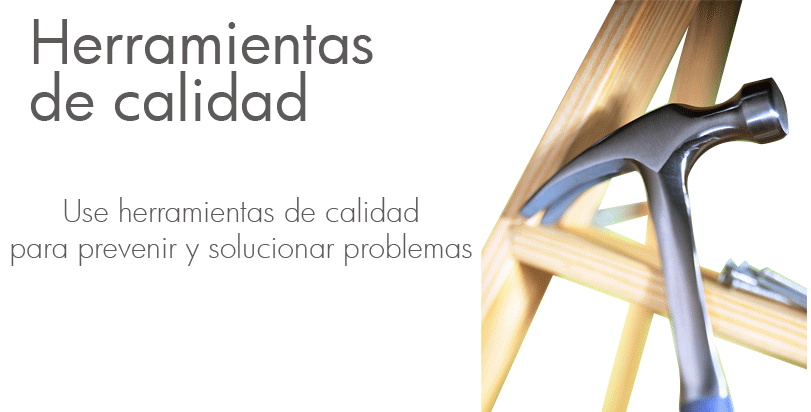 Herramientas
de calidad
Use herramientas de calidad
para prevenir y solucionar problemas